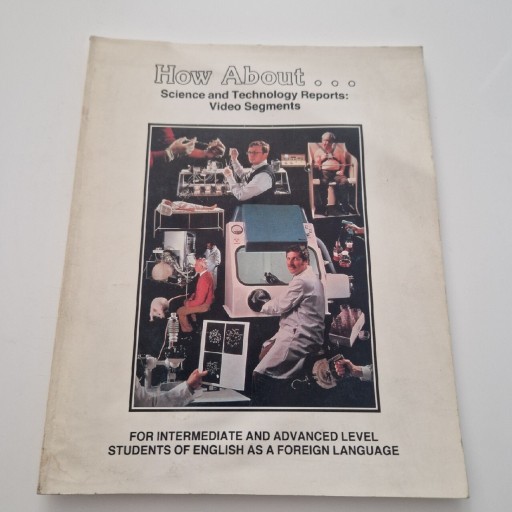 How About . . .
Science and Technology Reports:
Video Segments
FOR INTERMEDIATE AND ADVANCED LEVEL
STUDENTS OF ENGLISH AS A FOREIGN LANGUAGE